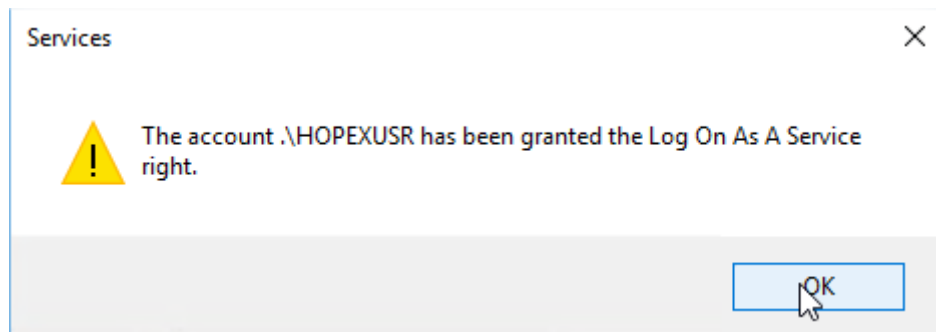 Services
The account .\HOPEXUSR has been granted the Log On As A Service
right.
OK